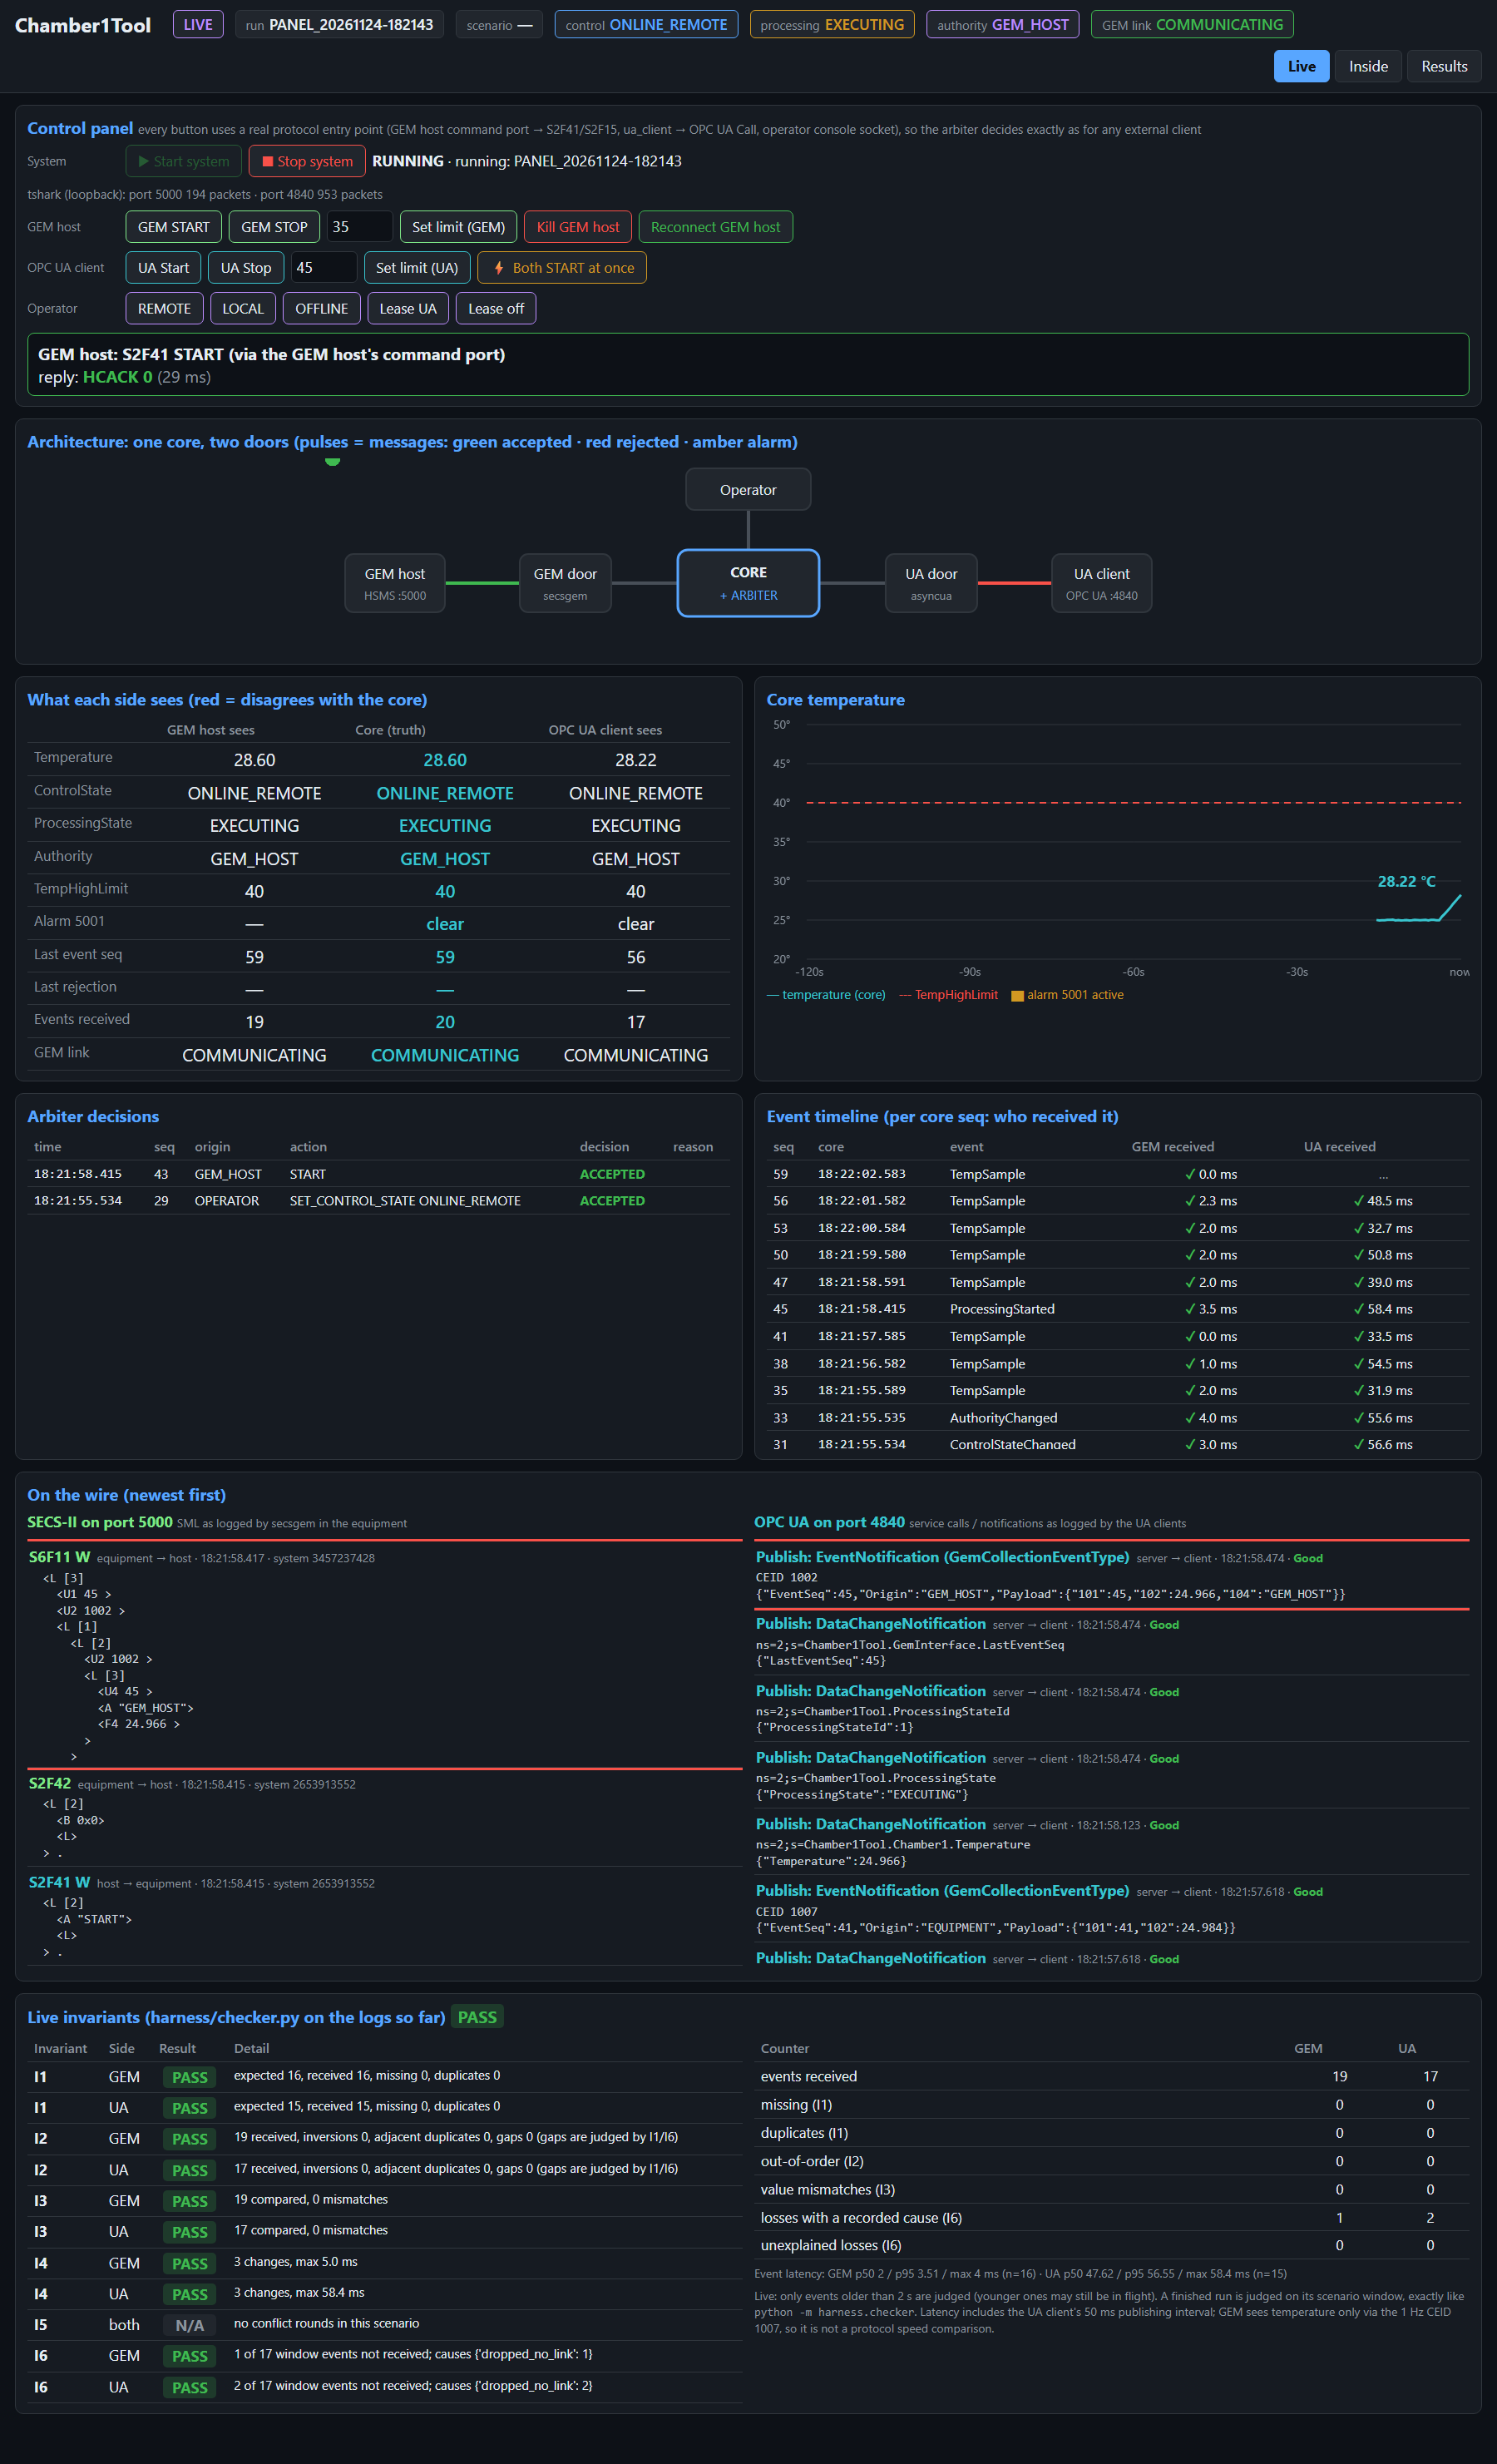 Chamber1Tool LIVE run PANEL_20261124-182143 scenario — control ONLINE_REMOTE processing EXECUTING authority GEM_HOST GEM link COMMUNICATING
Live Inside Results
Control panel every button uses a real protocol entry point (GEM host command port → S2F41/S2F15, ua_client → OPC UA Call, operator console socket), so the arbiter decides exactly as for any external client
System ▶ Start system ■ Stop system RUNNING · running: PANEL_20261124-182143
tshark (loopback): port 5000 194 packets · port 4840 953 packets
GEM host GEM START GEM STOP 35 Set limit (GEM) Kill GEM host Reconnect GEM host
OPC UA client UA Start UA Stop 45 Set limit (UA) ⚡ Both START at once
Operator REMOTE LOCAL OFFLINE Lease UA Lease off
GEM host: S2F41 START (via the GEM host's command port)
reply: HCACK 0 (29 ms)
Architecture: one core, two doors (pulses = messages: green accepted · red rejected · amber alarm)
Operator
GEM host GEM door CORE UA door UA client
HSMS :5000 secsgem + ARBITER asyncua OPC UA :4840
What each side sees (red = disagrees with the core)
GEM host sees Core (truth) OPC UA client sees
Temperature 28.60 28.60 28.22
ControlState ONLINE_REMOTE ONLINE_REMOTE ONLINE_REMOTE
ProcessingState EXECUTING EXECUTING EXECUTING
Authority GEM_HOST GEM_HOST GEM_HOST
TempHighLimit 40 40 40
Alarm 5001 — clear clear
Last event seq 59 59 56
Last rejection — — —
Events received 19 20 17
GEM link COMMUNICATING COMMUNICATING COMMUNICATING
Core temperature
50°
45°
40°
35°
30°
28.22 °C
25°
20°
-120s -90s -60s -30s now
— temperature (core) --- TempHighLimit alarm 5001 active
Arbiter decisions
time seq origin action decision reason
18:21:58.415 43 GEM_HOST START ACCEPTED
18:21:55.534 29 OPERATOR SET_CONTROL_STATE ONLINE_REMOTE ACCEPTED
Event timeline (per core seq: who received it)
seq core event GEM received UA received
59 18:22:02.583 TempSample ✓ 0.0 ms ...
56 18:22:01.582 TempSample ✓ 2.3 ms ✓ 48.5 ms
53 18:22:00.584 TempSample ✓ 2.0 ms ✓ 32.7 ms
50 18:21:59.580 TempSample ✓ 2.0 ms ✓ 50.8 ms
47 18:21:58.591 TempSample ✓ 2.0 ms ✓ 39.0 ms
45 18:21:58.415 ProcessingStarted ✓ 3.5 ms ✓ 58.4 ms
41 18:21:57.585 TempSample ✓ 0.0 ms ✓ 33.5 ms
38 18:21:56.582 TempSample ✓ 1.0 ms ✓ 54.5 ms
35 18:21:55.589 TempSample ✓ 2.0 ms ✓ 31.9 ms
33 18:21:55.535 AuthorityChanged ✓ 4.0 ms ✓ 55.6 ms
31 18:21:55.534 ControlStateChanged ✓ 3.0 ms ✓ 56.6 ms
On the wire (newest first)
SECS-II on port 5000 SML as logged by secsgem in the equipment
S6F11 W equipment → host · 18:21:58.417 · system 3457237428
<L [3]
<U1 45 >
<U2 1002 >
<L [1]
<L [2]
<U2 1002 >
<L [3]
<U4 45 >
<A "GEM_HOST">
<F4 24.966 >
>
>
S2F42 equipment → host · 18:21:58.415 · system 2653913552
<L [2]
<B 0x0>
<L>
> .
S2F41 W host → equipment · 18:21:58.415 · system 2653913552
<L [2]
<A "START">
<L>
> .
OPC UA on port 4840 service calls / notifications as logged by the UA clients
Publish: EventNotification (GemCollectionEventType) server → client · 18:21:58.474 · Good
CEID 1002
{"EventSeq":45,"Origin":"GEM_HOST","Payload":{"101":45,"102":24.966,"104":"GEM_HOST"}}
Publish: DataChangeNotification server → client · 18:21:58.474 · Good
ns=2;s=Chamber1Tool.GemInterface.LastEventSeq
{"LastEventSeq":45}
Publish: DataChangeNotification server → client · 18:21:58.474 · Good
ns=2;s=Chamber1Tool.ProcessingStateId
{"ProcessingStateId":1}
Publish: DataChangeNotification server → client · 18:21:58.474 · Good
ns=2;s=Chamber1Tool.ProcessingState
{"ProcessingState":"EXECUTING"}
Publish: DataChangeNotification server → client · 18:21:58.123 · Good
ns=2;s=Chamber1Tool.Chamber1.Temperature
{"Temperature":24.966}
Publish: EventNotification (GemCollectionEventType) server → client · 18:21:57.618 · Good
CEID 1007
{"EventSeq":41,"Origin":"EQUIPMENT","Payload":{"101":41,"102":24.984}}
Publish: DataChangeNotification server → client · 18:21:57.618 · Good
Live invariants (harness/checker.py on the logs so far) PASS
Invariant Side Result Detail
I1 GEM PASS expected 16, received 16, missing 0, duplicates 0
I1 UA PASS expected 15, received 15, missing 0, duplicates 0
I2 GEM PASS 19 received, inversions 0, adjacent duplicates 0, gaps 0 (gaps are judged by I1/I6)
I2 UA PASS 17 received, inversions 0, adjacent duplicates 0, gaps 0 (gaps are judged by I1/I6)
I3 GEM PASS 19 compared, 0 mismatches
I3 UA PASS 17 compared, 0 mismatches
I4 GEM PASS 3 changes, max 5.0 ms
I4 UA PASS 3 changes, max 58.4 ms
I5 both N/A no conflict rounds in this scenario
I6 GEM PASS 1 of 17 window events not received; causes {'dropped_no_link': 1}
I6 UA PASS 2 of 17 window events not received; causes {'dropped_no_link': 2}
Counter GEM UA
events received 19 17
missing (I1) 0 0
duplicates (I1) 0 0
out-of-order (I2) 0 0
value mismatches (I3) 0 0
losses with a recorded cause (I6) 1 2
unexplained losses (I6) 0 0
Event latency: GEM p50 2 / p95 3.51 / max 4 ms (n=16) · UA p50 47.62 / p95 56.55 / max 58.4 ms (n=15)
Live: only events older than 2 s are judged (younger ones may still be in flight). A finished run is judged on its scenario window, exactly like
python -m harness.checker. Latency includes the UA client's 50 ms publishing interval; GEM sees temperature only via the 1 Hz CEID
1007, so it is not a protocol speed comparison.